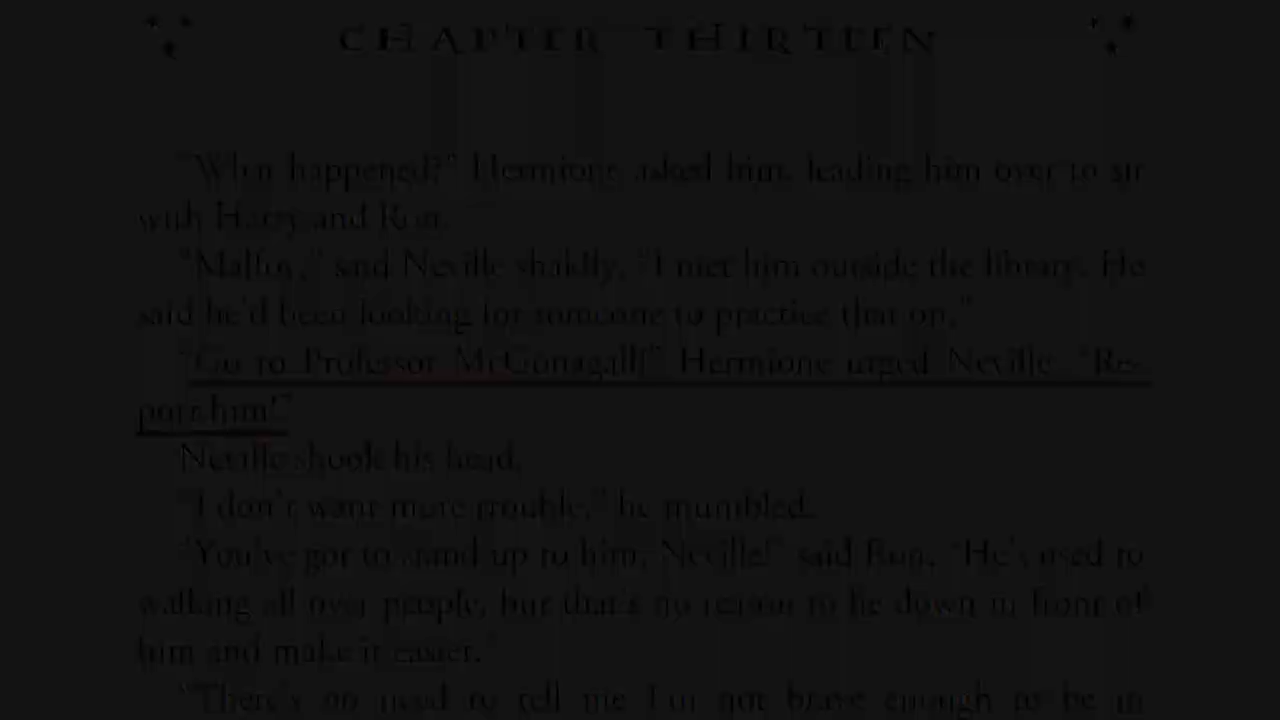 CHAPTER THIRTEEN
"What happened?" Hermione asked him, leading him over to sit
with Harry and Ron.
"Malfoy," said Neville shakily. "I met him outside the library. He
said he'd been looking for someone to practice that on."
"Go to Professor McGonagall!" Hermione urged Neville. "Re-
port him!"
Neville shook his head.
"I don't want more trouble," he mumbled.
"You've got to stand up to him, Neville!" said Ron. "He's used to
walking all over people, but that's no reason to lie down in front of
him and make it easier."
"There's no need to tell me I'm not brave enough to be in